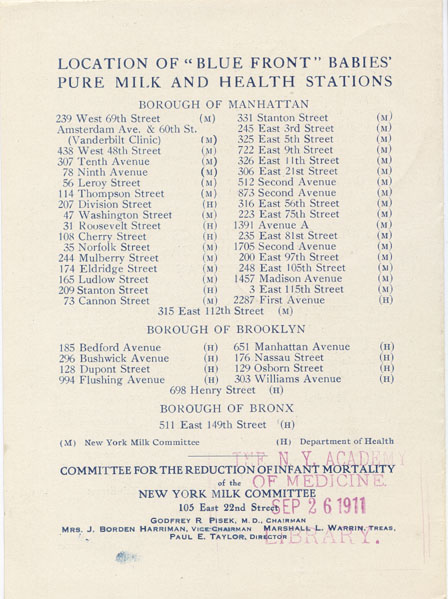 LOCATION OF "BLUE FRONT" BABIES'
PURE MILK AND HEALTH STATIONS
BOROUGH OF MANHATTAN
239 West 69th Street (M)
Amsterdam Ave. & 60th St.
(Vanderbilt Clinic) (M)
438 West 48th Street (M)
307 Tenth Avenue (M)
78 Ninth Avenue (M)
56 Leroy Street (M)
114 Thompson Street (M)
207 Division Street (H)
47 Washington Street (M)
31 Roosevelt Street (H)
108 Cherry Street (H)
35 Norfolk Street (M)
244 Mulberry Street (M)
174 Eldridge Street (M)
165 Ludlow Street (M)
209 Stanton Street (H)
73 Cannon Street (M)
331 Stanton Street (M)
245 East 3rd Street (M)
325 East 5th Street (M)
722 East 9th Street (M)
326 East 11th Street (M)
306 East 21st Street (M)
512 Second Avenue (M)
873 Second Avenue (M)
316 East 56th Street (M)
223 East 75th Street (M)
1391 Avenue A (M)
235 East 81st Street (M)
1705 Second Avenue (M)
200 East 97th Street (M)
248 East 105th Street (M)
1457 Madison Avenue (M)
3 East 115th Street (M)
2287 First Avenue (H)
315 East 112th Street (M)
BOROUGH OF BROOKLYN
185 Bedford Avenue (H)
296 Bushwick Avenue (H)
128 Dupont Street (H)
994 Flushing Avenue (H)
651 Manhattan Avenue (H)
176 Nassau Street (H)
129 Osborn Street (H)
303 Williams Avenue (H)
698 Henry Street (H)
BOROUGH OF BRONX
511 East 149th Street (H)
(M) New York Milk Committee (H) Department of Health
THE N. Y. ACADEMY
COMMITTEE FOR THE REDUCTION OF INFANT MORTALITY
of the
OF MEDICINE
NEW YORK MILK COMMITTEE
105 East 22nd Street
SEP 26 1911
GODFREY R. PISEK, M. D., CHAIRMAN
MRS. J. BORDEN HARRIMAN, VICE CHAIRMAN MARSHALL L. WARRIN, TREAS.
PAUL E. TAYLOR, DIRECTOR
LIBRARY.